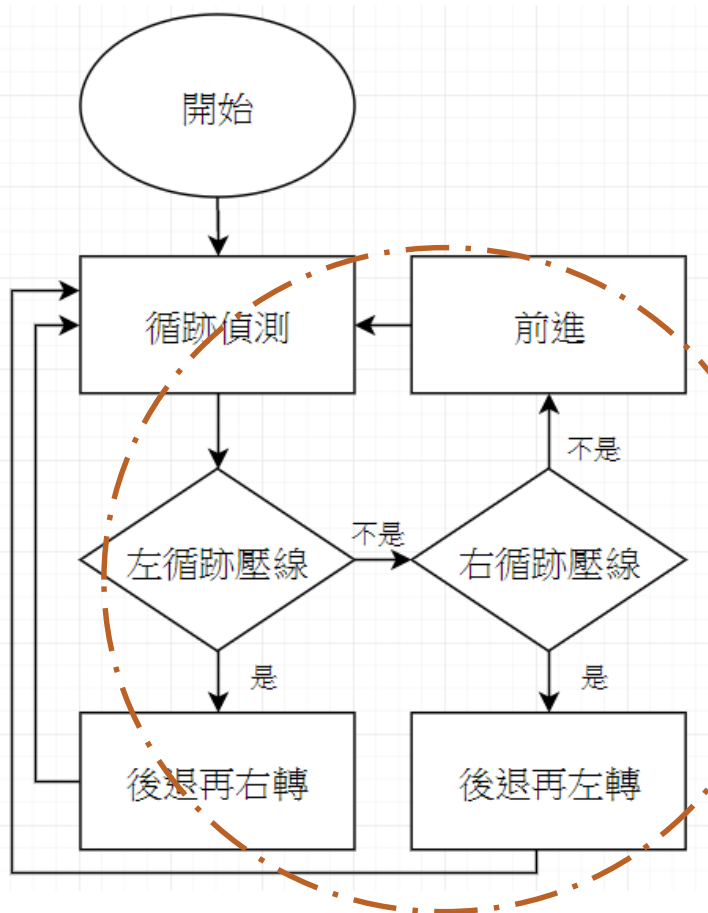 開始
循跡偵測
前進
不是
左循跡壓線
不是
右循跡壓線
是
是
後退再右轉
後退再左轉